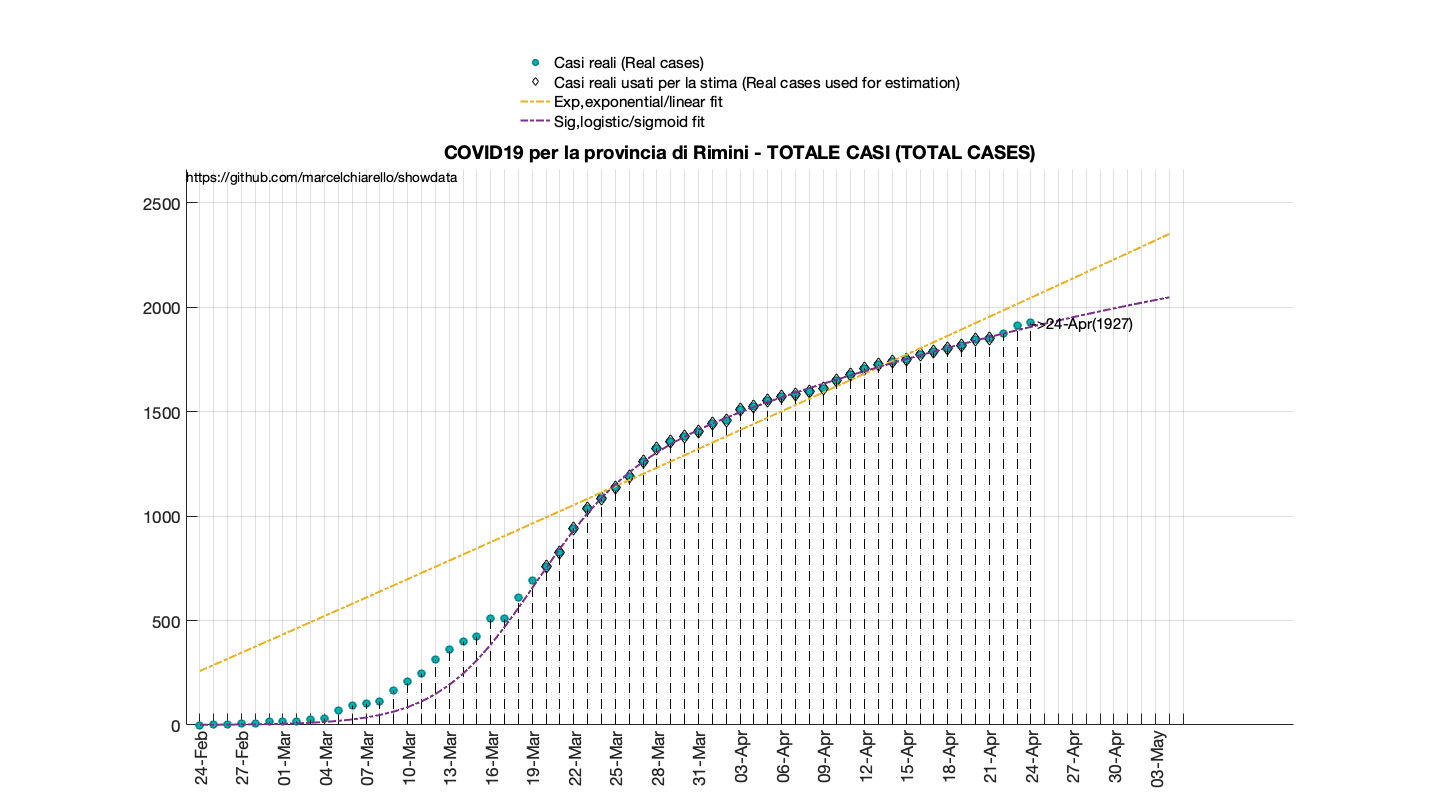 Casi reali (Real cases)
Casi reali usati per la stima (Real cases used for estimation)
Exp,exponential/linear fit
Sig,logistic/sigmoid fit
COVID19 per la provincia di Rimini - TOTALE CASI (TOTAL CASES)
https://github.com/marcelchiarello/showdata
2500
2000
1500
1000
500
0
->24-Apr(1927)
24-Feb
27-Feb
01-Mar
04-Mar
07-Mar
10-Mar
13-Mar
16-Mar
19-Mar
22-Mar
25-Mar
28-Mar
31-Mar
03-Apr
06-Apr
09-Apr
12-Apr
15-Apr
18-Apr
21-Apr
24-Apr
27-Apr
30-Apr
03-May